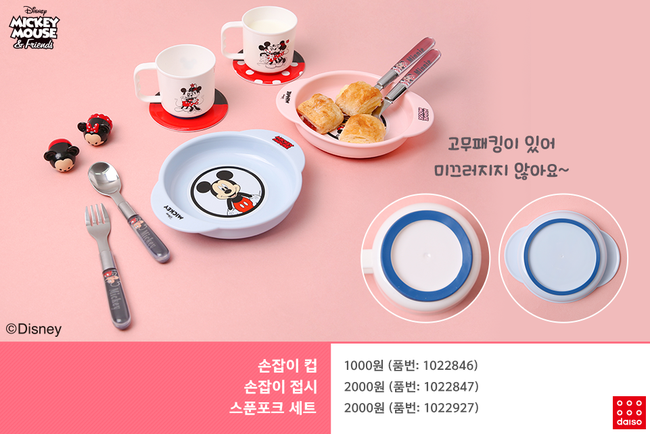 Disney
MICKEY
MOUSE
& Friends
고무패킹이 있어
미끄러지지 않아요~
MICKEY
Mickey
©Disney
손잡이 컵 1000원 (품번: 1022846)
손잡이 접시 2000원 (품번: 1022847)
스푼포크 세트 2000원 (품번: 1022927)
daiso